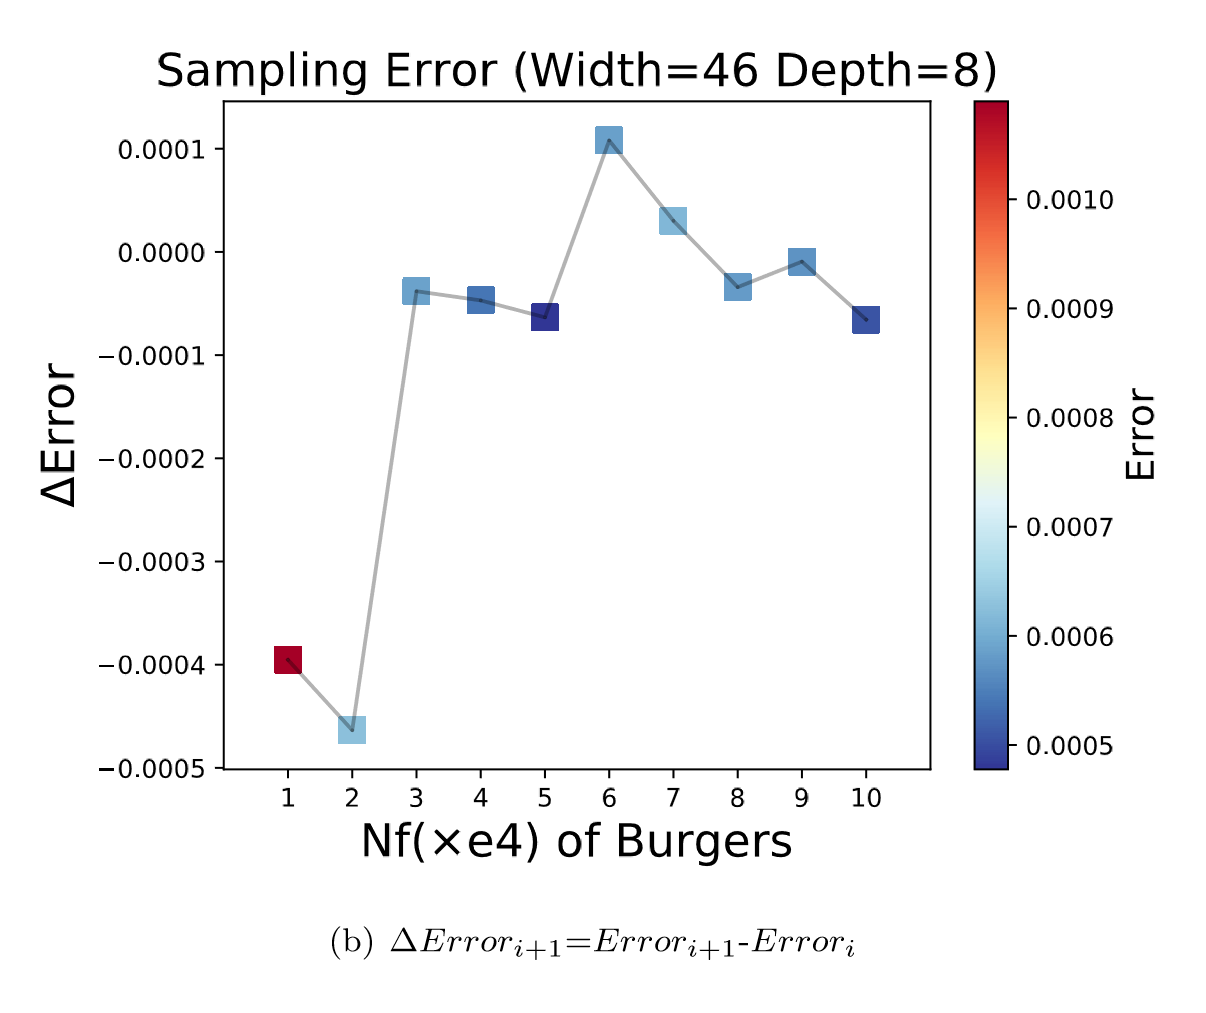 Sampling Error (Width=46 Depth=8)
0.0001
0.0000
−0.0001
−0.0002
−0.0003
−0.0004
−0.0005
ΔError
1 2 3 4 5 6 7 8 9 10
Nf(×e4) of Burgers
0.0010
0.0009
0.0008
0.0007
0.0006
0.0005
Error
(b) ΔError_{i+1}=Error_{i+1}-Error_i